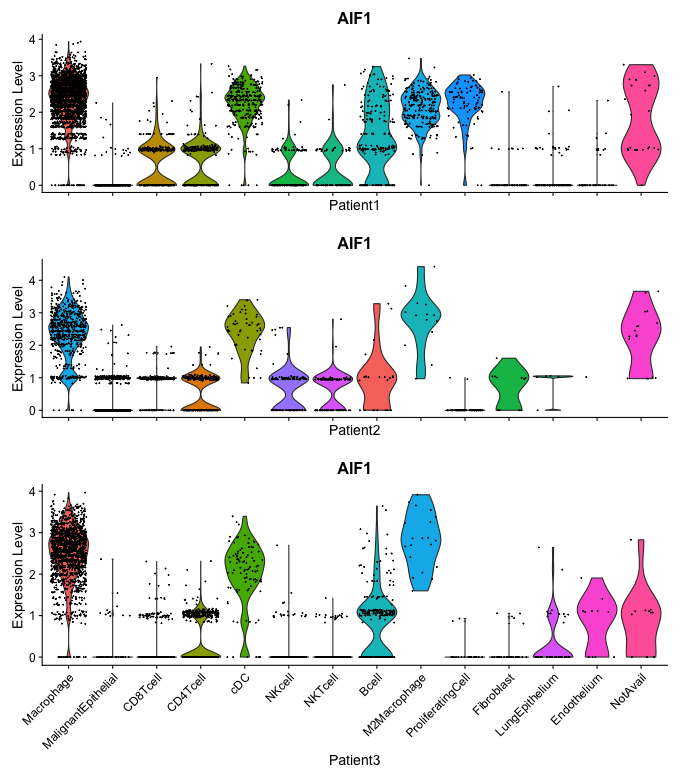 AIF1
Expression Level
4
3
2
1
0
Patient1
AIF1
Expression Level
4
3
2
1
0
Patient2
AIF1
Expression Level
4
3
2
1
0
Macrophage
MalignantEpithelial
CD8Tcell
CD4Tcell
cDC
NKcell
NKTcell
Bcell
M2Macrophage
ProliferatingCell
Fibroblast
LungEpithelium
Endothelium
NotAvail
Patient3